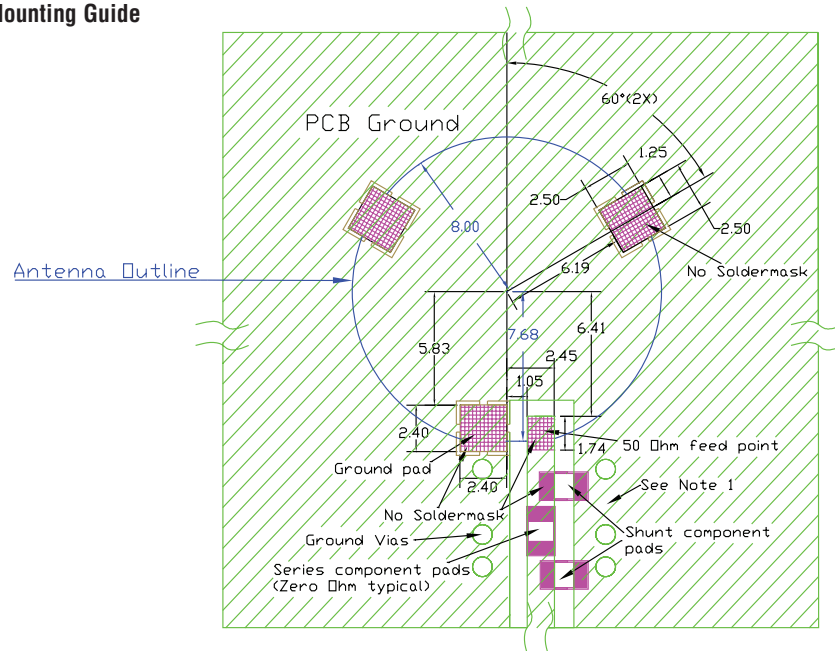 Mounting Guide
60°(2X)
PCB Ground
1.25
2.50
8.00
2.50
6.19
No Soldermask
Antenna Outline
7.68
6.41
5.83
2.45
1.05
2.40
1.74
50 Ohm feed point
Ground pad
2.40
See Note 1
No Soldermask
Ground Vias
Shunt component
pads
Series component pads
(Zero Ohm typical)